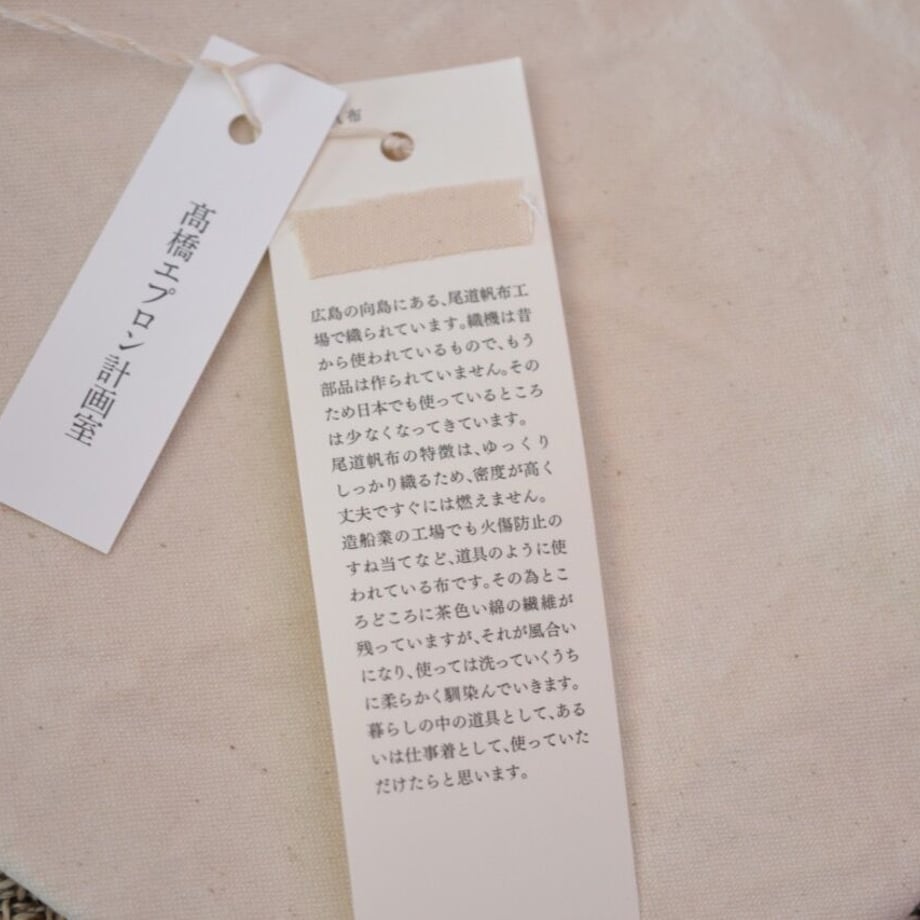 髙橋エプロン計画室
帆布
広島の向島にある、尾道帆布工
場で織られています。織機は昔
から使われているもので、もう
部品は作られていません。その
ため日本でも使っているところ
は少なくなってきています。
尾道帆布の特徴は、ゆっくり
しっかり織るため、密度が高く
丈夫ですぐには燃えません。
造船業の工場でも火傷防止の
すね当てなど、道具のように使
われている布です。その為とこ
ろどころに茶色い綿の繊維が
残っていますが、それが風合い
になり、使っては洗っていくうち
に柔らかく馴染んでいきます。
暮らしの中の道具として、ある
いは仕事着として、使っていた
だけたらと思います。